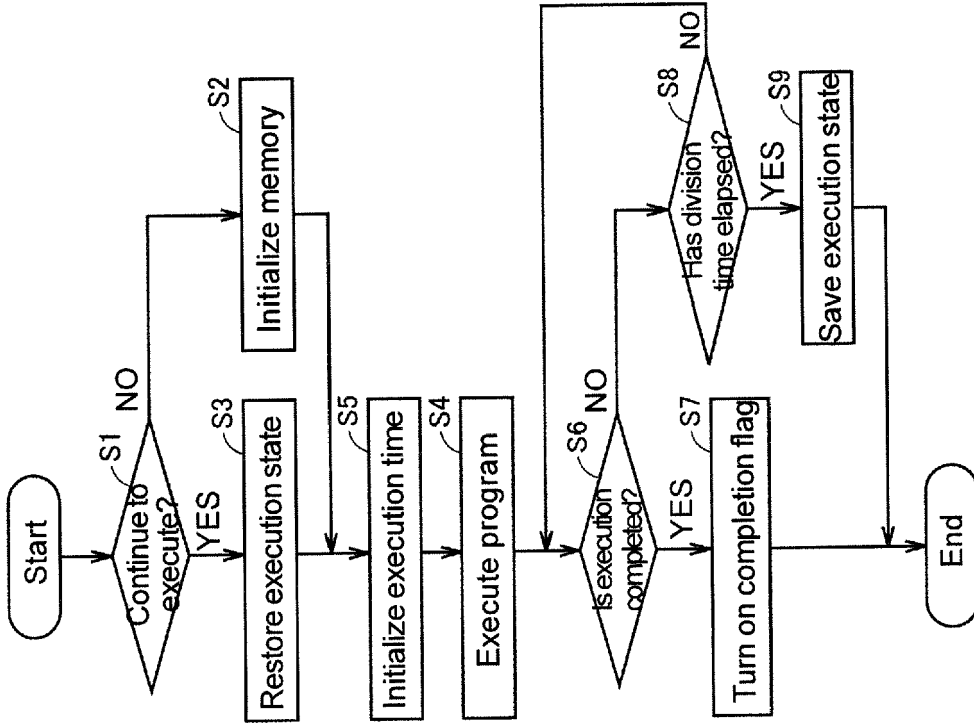 Start
S1
Continue to
execute?
NO
YES
S2
Initialize memory
S3
Restore execution state
S5
Initialize execution time
S4
Execute program
S6
Is execution
completed?
NO
YES
S8
Has division
time elapsed?
NO
YES
S7
Turn on completion flag
S9
Save execution state
End